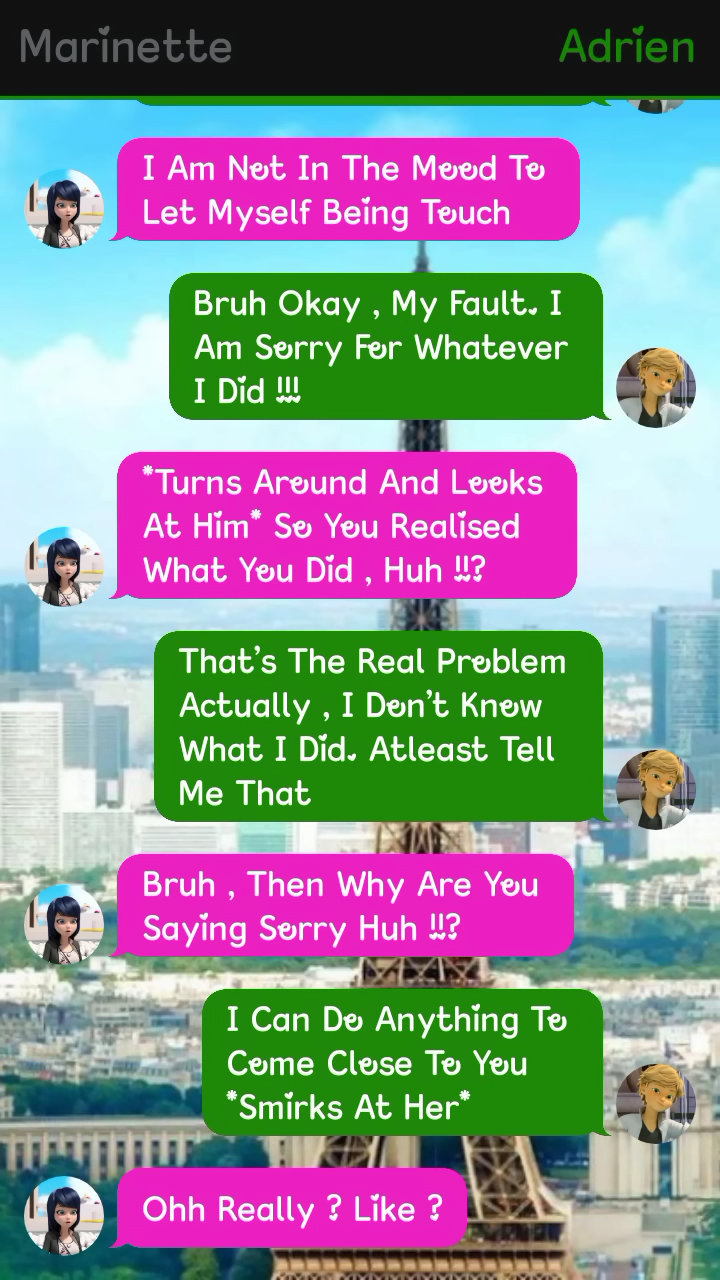 Marinette Adrien
I Am Not In The Mood To
Let Myself Being Touch
Bruh Okay , My Fault. I
Am Sorry For Whatever
I Did !!!
*Turns Around And Looks
At Him* So You Realised
What You Did , Huh !!?
That's The Real Problem
Actually , I Don't Know
What I Did. Atleast Tell
Me That
Bruh , Then Why Are You
Saying Sorry Huh !!?
I Can Do Anything To
Come Close To You
*Smirks At Her*
Ohh Really ? Like ?